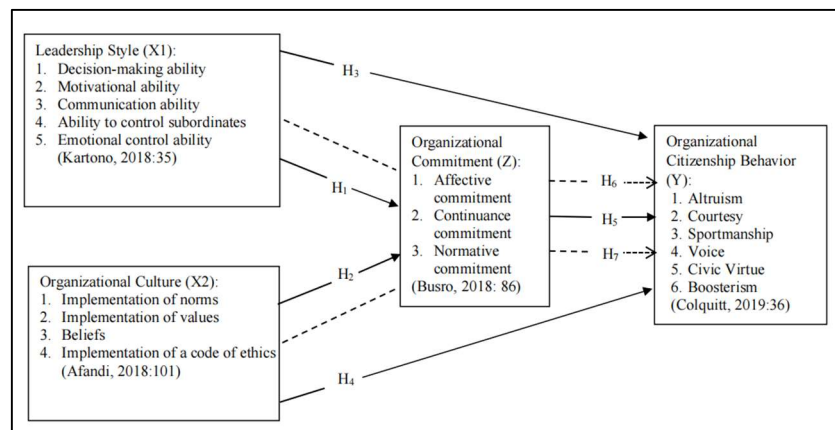 Leadership Style (X1):
1. Decision-making ability
2. Motivational ability
3. Communication ability
4. Ability to control subordinates
5. Emotional control ability
(Kartono, 2018:35)
H3
H1
Organizational
Commitment (Z):
1. Affective
commitment
2. Continuance
commitment
3. Normative
commitment
(Busro, 2018: 86)
H6
H5
H7
Organizational
Citizenship Behavior
(Y):
1. Altruism
2. Courtesy
3. Sportmanship
4. Voice
5. Civic Virtue
6. Boosterism
(Colquitt, 2019:36)
Organizational Culture (X2):
1. Implementation of norms
2. Implementation of values
3. Beliefs
4. Implementation of a code of ethics
(Afandi, 2018:101)
H2
H4